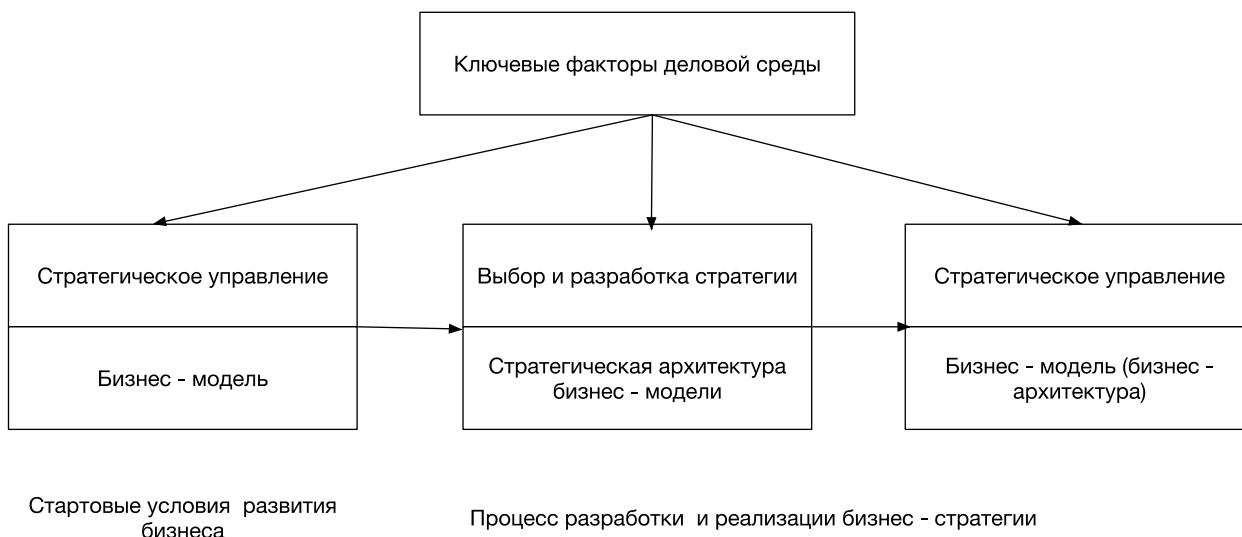 Ключевые факторы деловой среды
Стратегическое управление
Бизнес - модель
Выбор и разработка стратегии
Стратегическая архитектура
бизнес - модели
Стратегическое управление
Бизнес - модель (бизнес -
архитектура)
Стартовые условия развития
бизнеса
Процесс разработки и реализации бизнес - стратегии